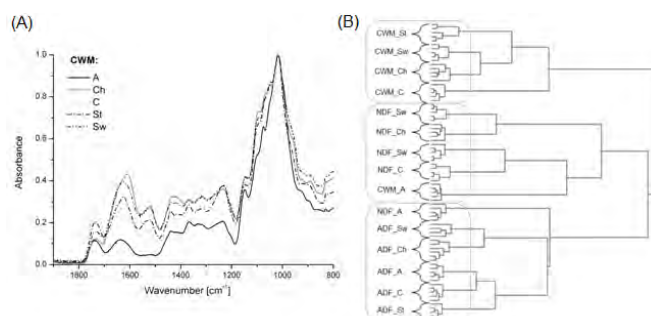 (A)
CWM:
A
Ch
C
St
Sw
Absorbance
1.0
0.8
0.6
0.4
0.2
0.0
1800
1600
1400
1200
1000
800
Wavenumber [cm⁻¹]
(B)
CWM_St
CWM_Sw
CWM_Ch
CWM_C
NDF_Sw
NDF_Ch
NDF_Sw
NDF_C
CWM_A
NDF_A
ADF_Sw
ADF_Ch
ADF_A
ADF_C
ADF_St